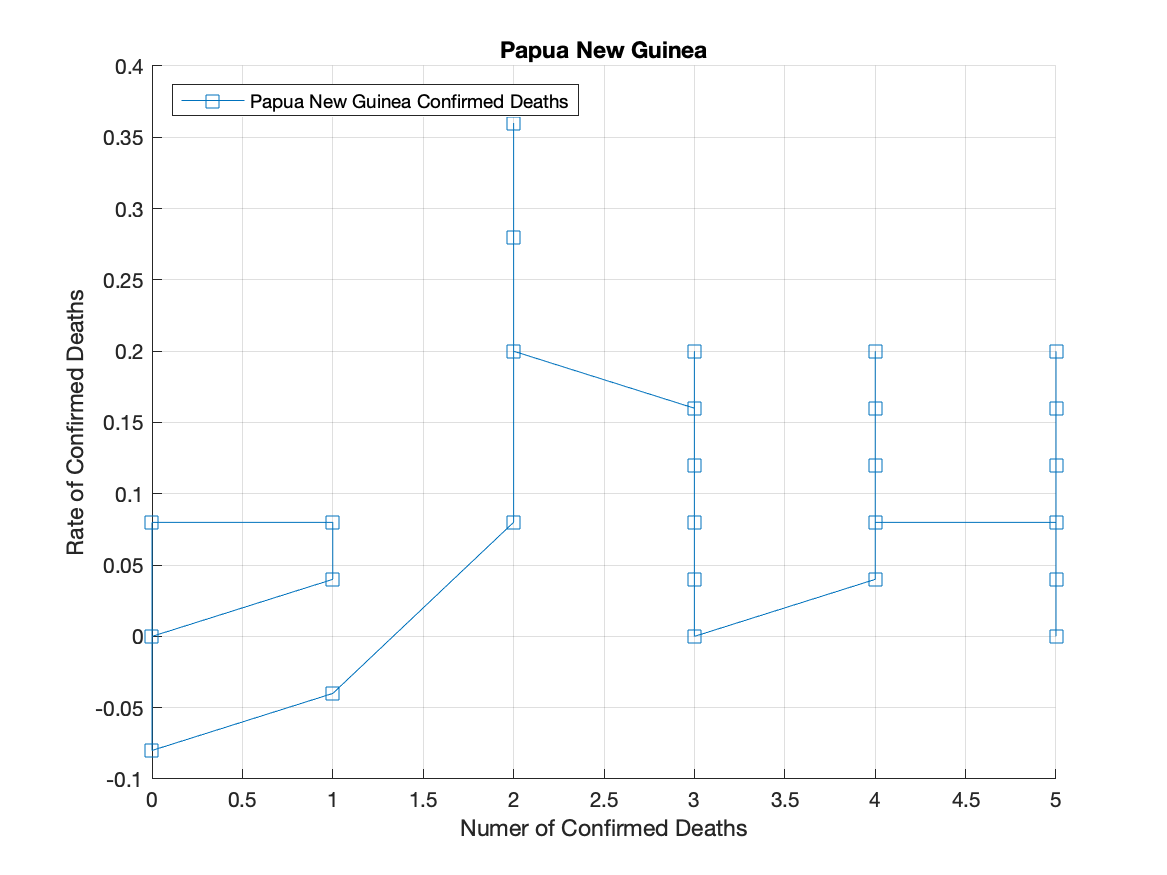 Papua New Guinea
0.4
Papua New Guinea Confirmed Deaths
0.35
0.3
0.25
0.2
0.15
0.1
0.05
0
-0.05
-0.1
Rate of Confirmed Deaths
0 0.5 1 1.5 2 2.5 3 3.5 4 4.5 5
Numer of Confirmed Deaths